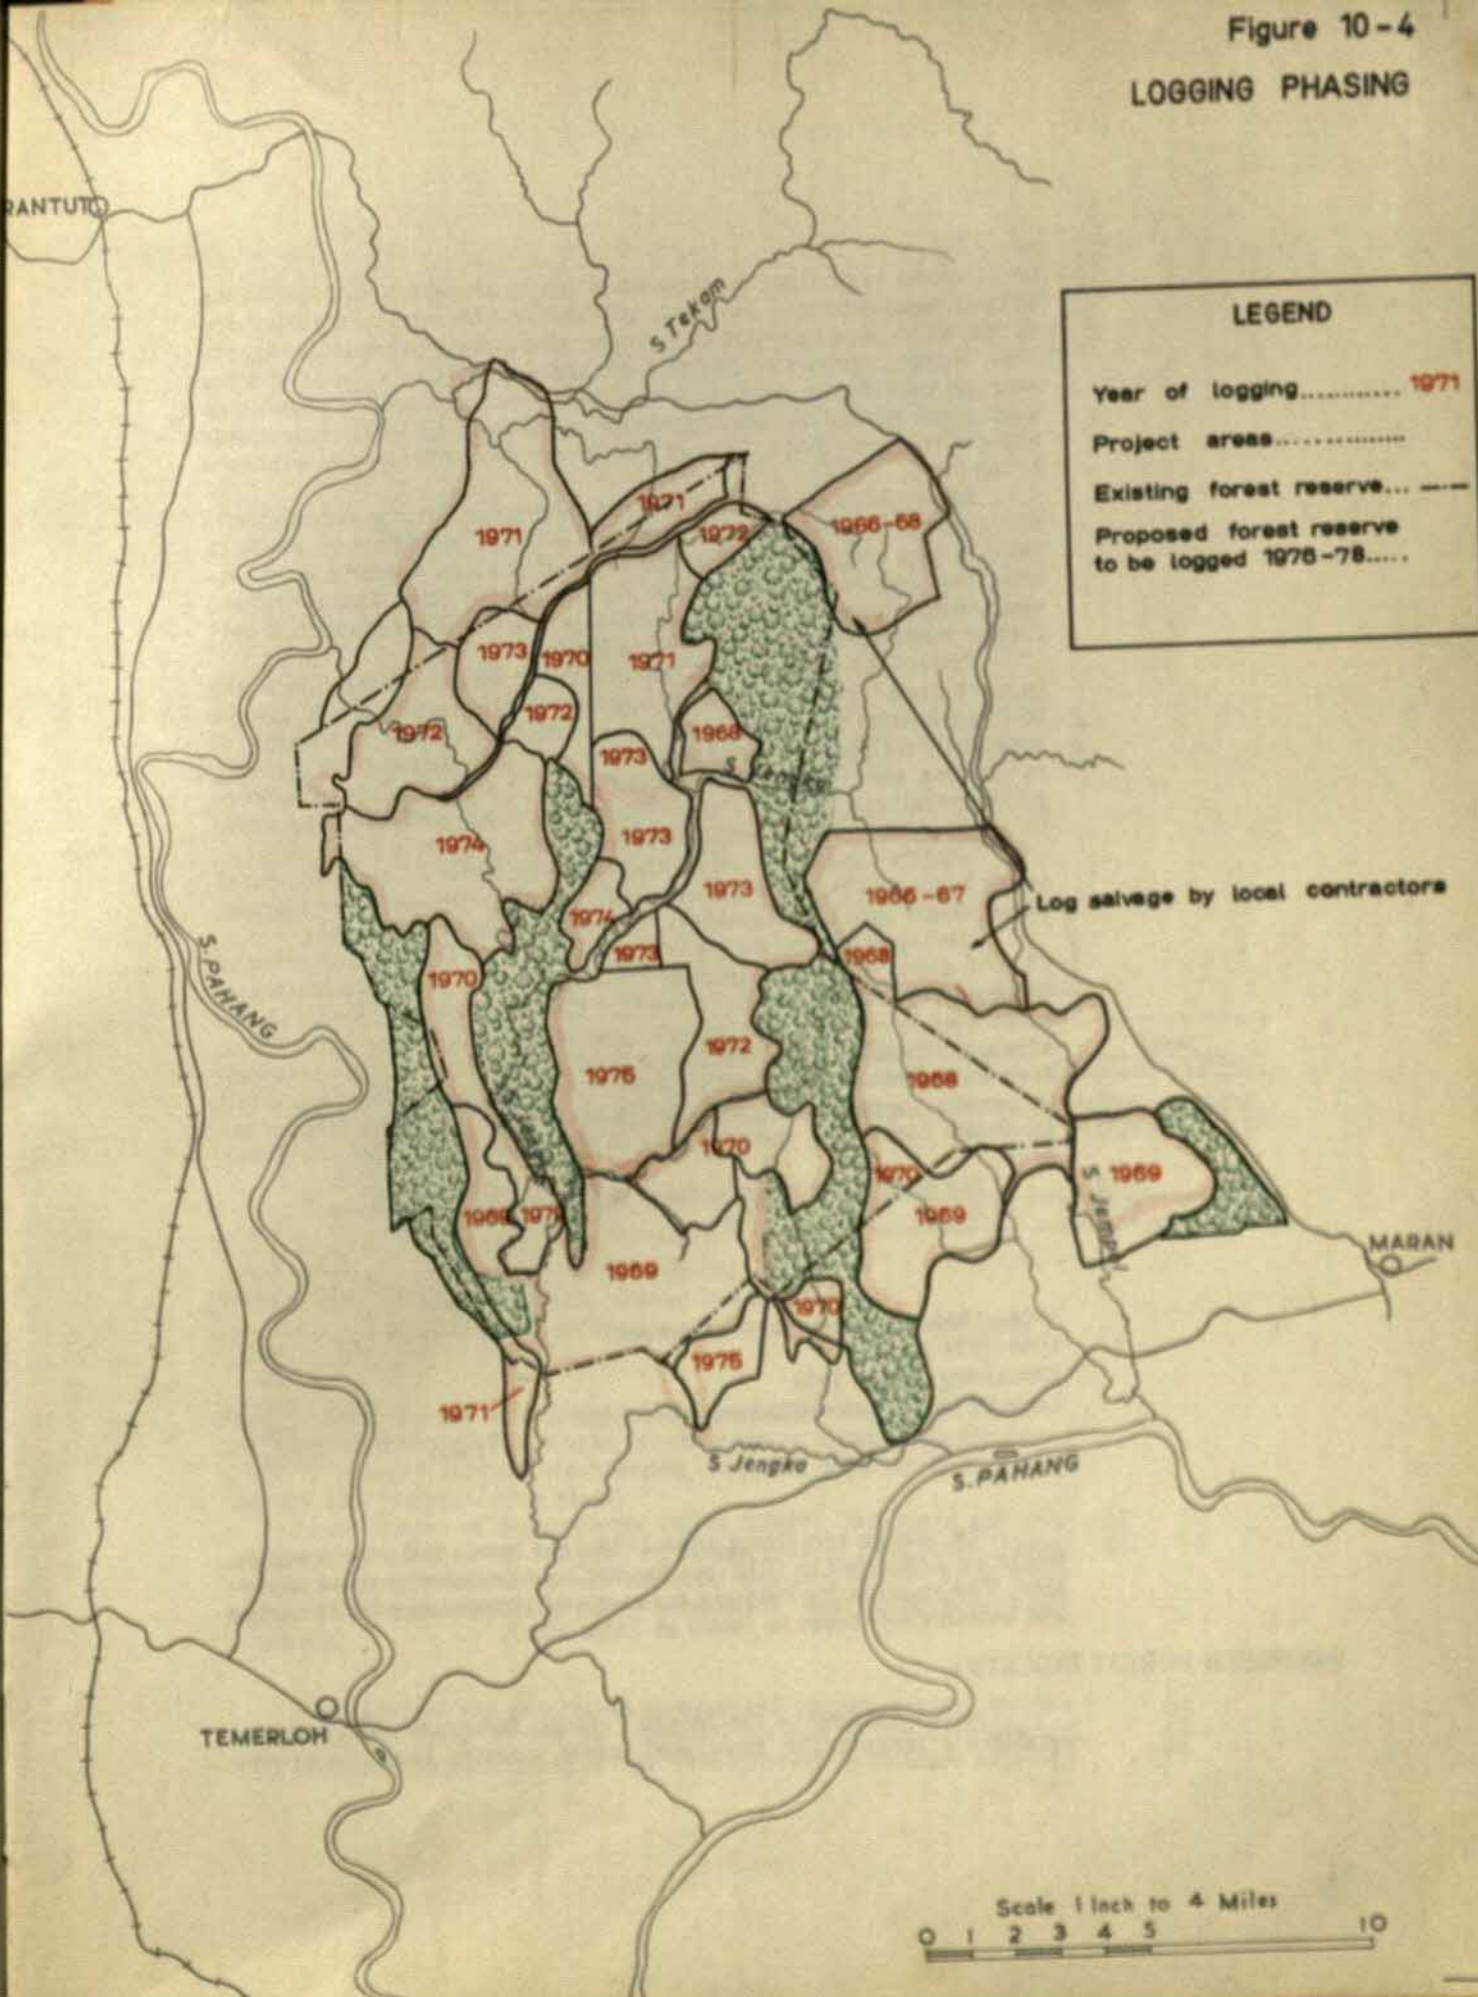 Figure 10-4
LOGGING PHASING
RANTUT
S Tekam
LEGEND
Year of logging............ 1971
Project areas...............
Existing forest reserve... —·—
Proposed forest reserve
to be logged 1976-78.....
1971
1971
1972
1966-68
1973
1970
1971
1972
1972
1968
1973
S
1974
1973
1973
1966-67
Log salvage by local contractors
1974
1973
1968
1970
S.PAHANG
1972
1975
1968
1970
1970
1969
S
1969
1969
1969
MARAN
1970
1975
1971
S Jengka
S.PAHANG
TEMERLOH
Scale 1 Inch to 4 Miles
0 1 2 3 4 5 10